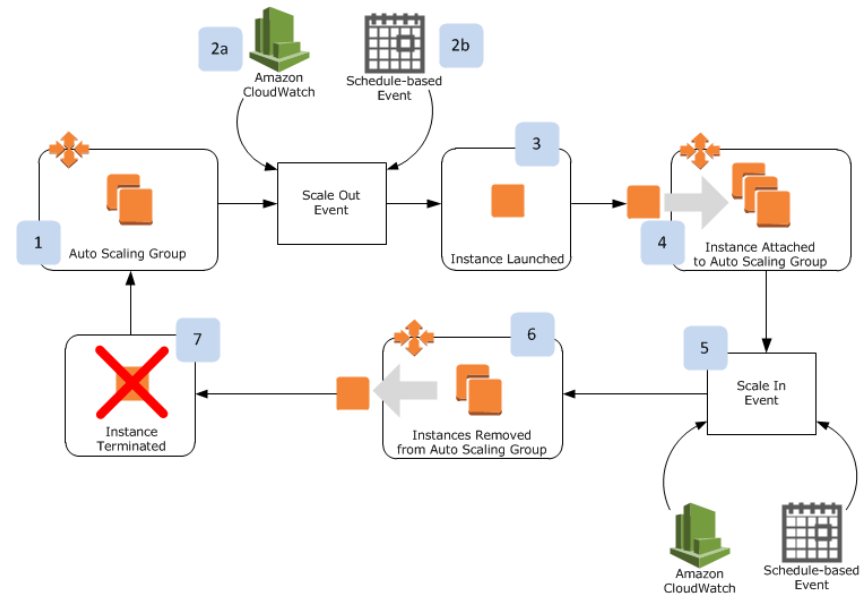 2a
Amazon
CloudWatch
Schedule-based
Event
2b
1
Auto Scaling Group
Scale Out
Event
3
Instance Launched
4
Instance Attached
to Auto Scaling Group
7
Instance
Terminated
6
Instances Removed
from Auto Scaling Group
5
Scale In
Event
Amazon
CloudWatch
Schedule-based
Event